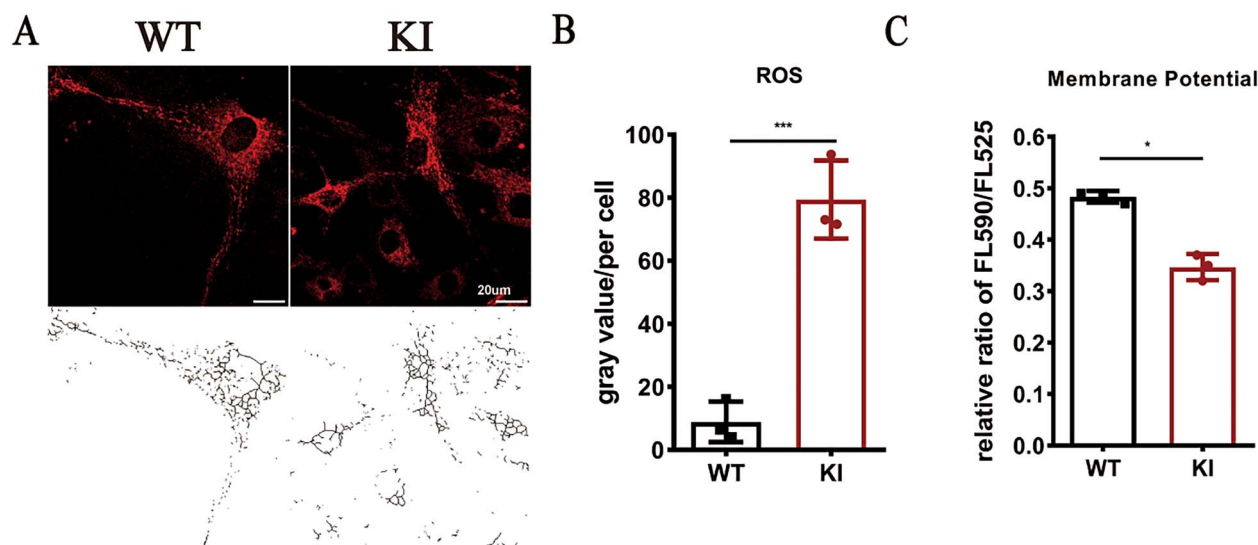 A
WT
KI
20um
B
ROS
***
gray value/per cell
100
80
60
40
20
0
WT
KI
C
Membrane Potential
*
relative ratio of FL590/FL525
0.6
0.5
0.4
0.3
0.2
0.1
0.0
WT
KI